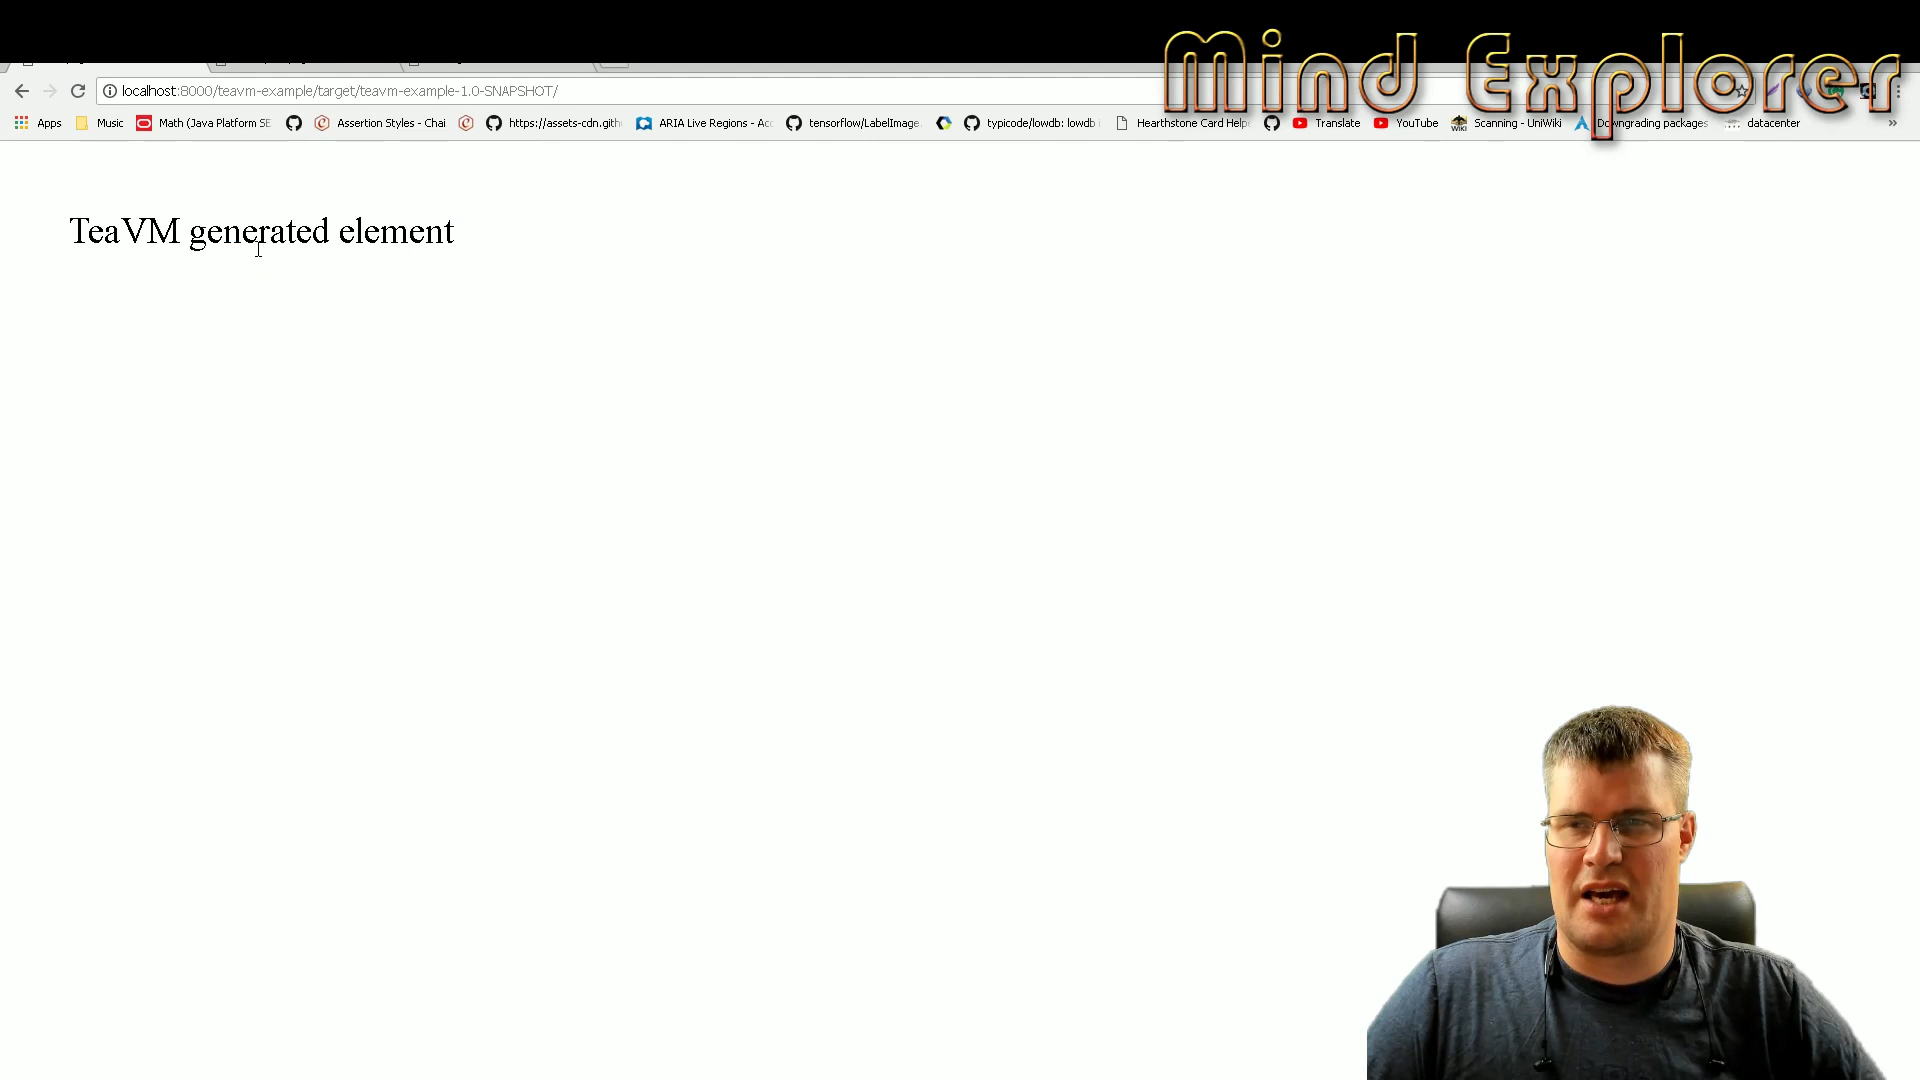 Mind Explorer
localhost:8000/teavm-example/target/teavm-example-1.0-SNAPSHOT/
Apps Music Math (Java Platform SE Assertion Styles - Chai https://assets-cdn.gith ARIA Live Regions - Acc tensorflow/LabelImage. typicode/lowdb: lowdb i Hearthstone Card Help Translate YouTube WIKI Scanning - UniWiki Downgrading packages datacenter »
TeaVM generated element